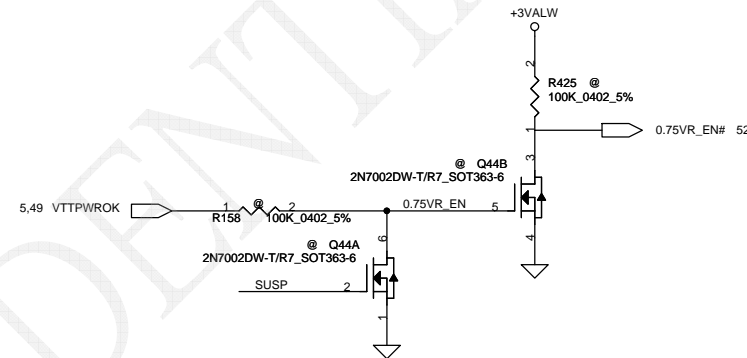 +3VALW
2
R425 @
100K_0402_5%
1
0.75VR_EN# 52
3
@ Q44B
2N7002DW-T/R7_SOT363-6
5,49 VTTPWROK
1
@
2
R158
100K_0402_5%
0.75VR_EN
5
4
6
@ Q44A
2N7002DW-T/R7_SOT363-6
SUSP
2
1
DENTI